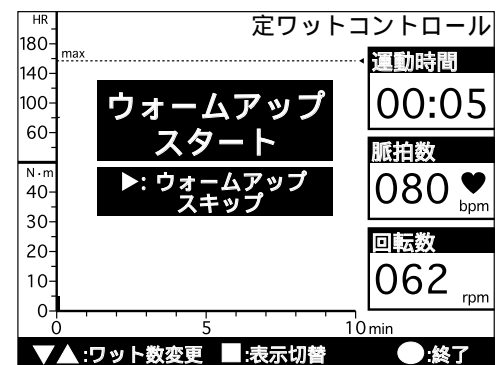 定ワットコントロール
HR
180
max
140
100
60
N·m
40
30
20
10
0
0 5 10 min
ウォームアップ
スタート
▶: ウォームアップ
スキップ
運動時間
00:05
脈拍数
080 ♥
bpm
回転数
062
rpm
▼▲:ワット数変更 ■:表示切替 ●:終了